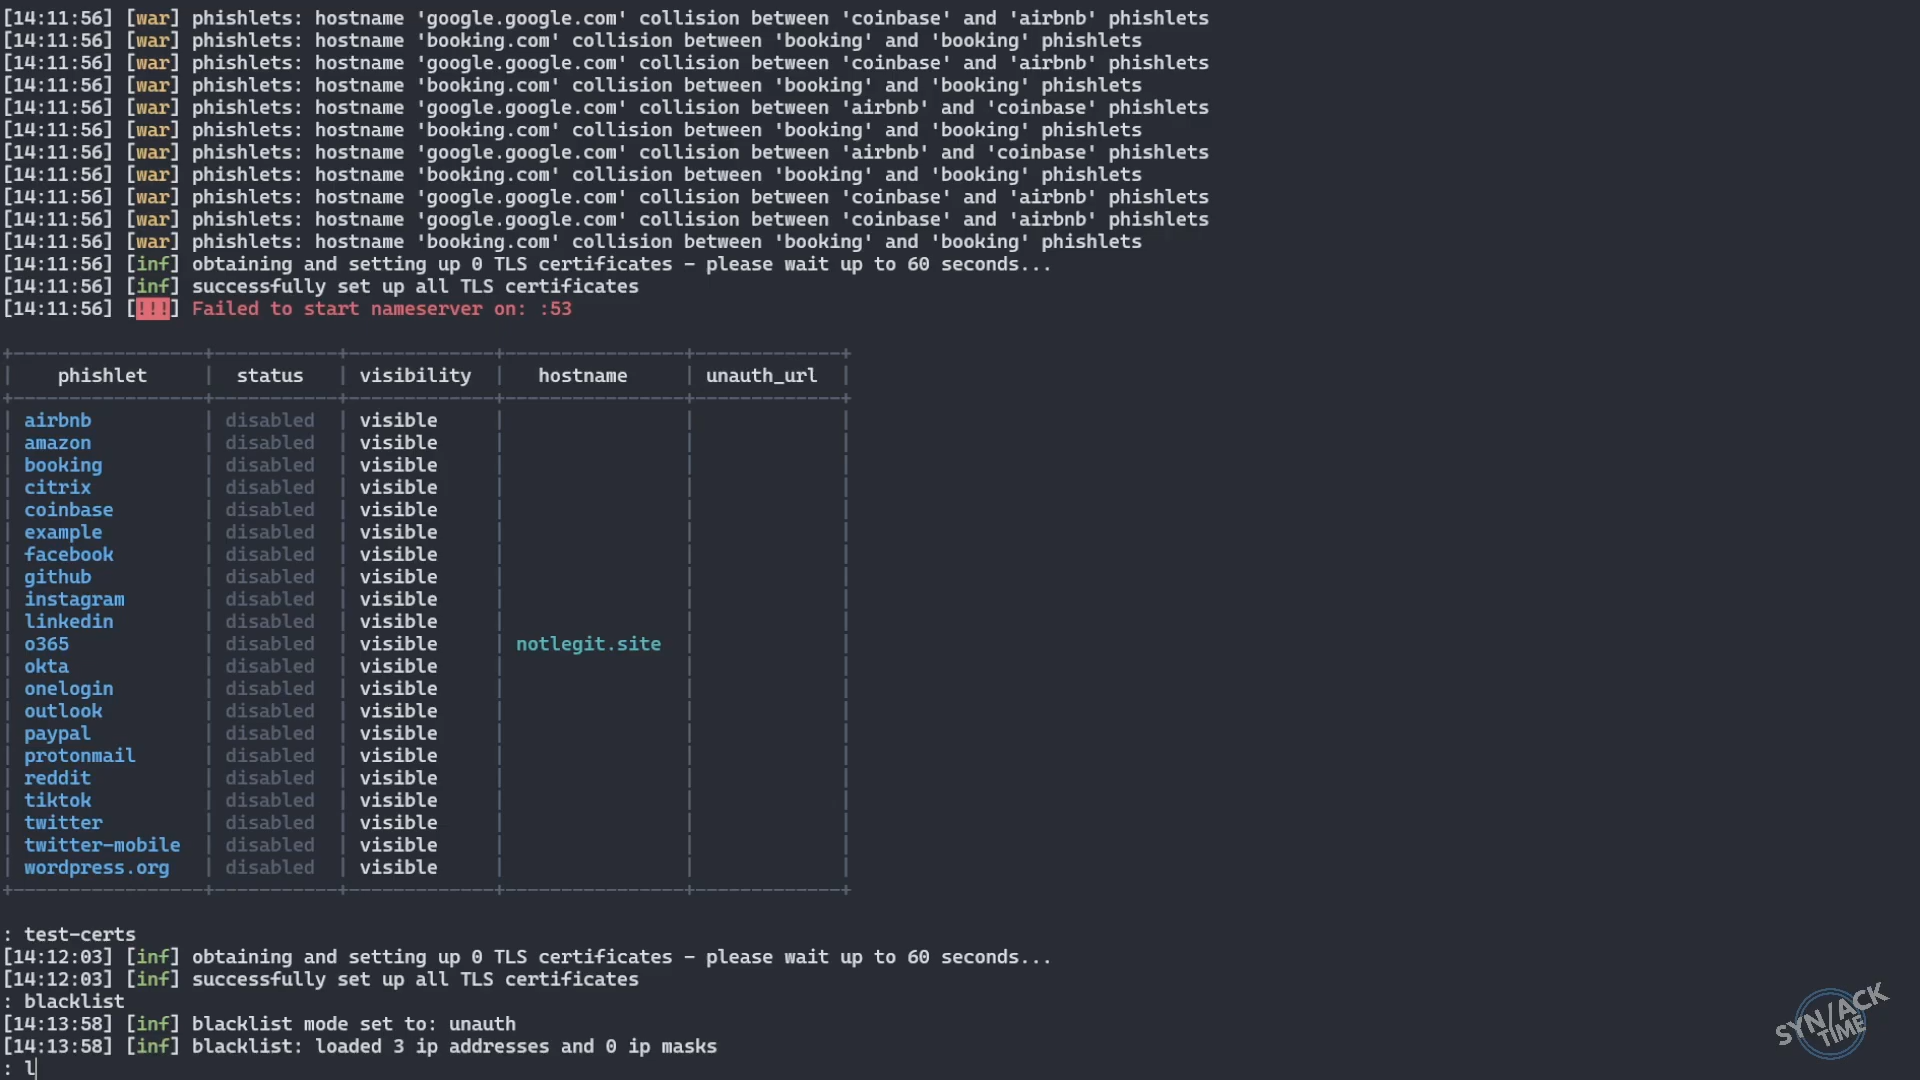 [14:11:56] [war] phishlets: hostname 'google.google.com' collision between 'coinbase' and 'airbnb' phishlets
[14:11:56] [war] phishlets: hostname 'booking.com' collision between 'booking' and 'booking' phishlets
[14:11:56] [war] phishlets: hostname 'google.google.com' collision between 'coinbase' and 'airbnb' phishlets
[14:11:56] [war] phishlets: hostname 'booking.com' collision between 'booking' and 'booking' phishlets
[14:11:56] [war] phishlets: hostname 'google.google.com' collision between 'airbnb' and 'coinbase' phishlets
[14:11:56] [war] phishlets: hostname 'booking.com' collision between 'booking' and 'booking' phishlets
[14:11:56] [war] phishlets: hostname 'google.google.com' collision between 'airbnb' and 'coinbase' phishlets
[14:11:56] [war] phishlets: hostname 'booking.com' collision between 'booking' and 'booking' phishlets
[14:11:56] [war] phishlets: hostname 'google.google.com' collision between 'coinbase' and 'airbnb' phishlets
[14:11:56] [war] phishlets: hostname 'google.google.com' collision between 'coinbase' and 'airbnb' phishlets
[14:11:56] [war] phishlets: hostname 'booking.com' collision between 'booking' and 'booking' phishlets
[14:11:56] [inf] obtaining and setting up 0 TLS certificates - please wait up to 60 seconds...
[14:11:56] [inf] successfully set up all TLS certificates
[14:11:56] [!!!] Failed to start nameserver on: :53
| phishlet | status | visibility | hostname | unauth_url |
| airbnb | disabled | visible | | |
| amazon | disabled | visible | | |
| booking | disabled | visible | | |
| citrix | disabled | visible | | |
| coinbase | disabled | visible | | |
| example | disabled | visible | | |
| facebook | disabled | visible | | |
| github | disabled | visible | | |
| instagram | disabled | visible | | |
| linkedin | disabled | visible | | |
| o365 | disabled | visible | notlegit.site | |
| okta | disabled | visible | | |
| onelogin | disabled | visible | | |
| outlook | disabled | visible | | |
| paypal | disabled | visible | | |
| protonmail | disabled | visible | | |
| reddit | disabled | visible | | |
| tiktok | disabled | visible | | |
| twitter | disabled | visible | | |
| twitter-mobile | disabled | visible | | |
| wordpress.org | disabled | visible | | |
: test-certs
[14:12:03] [inf] obtaining and setting up 0 TLS certificates - please wait up to 60 seconds...
[14:12:03] [inf] successfully set up all TLS certificates
: blacklist
[14:13:58] [inf] blacklist mode set to: unauth
[14:13:58] [inf] blacklist: loaded 3 ip addresses and 0 ip masks
: l
SYN/ACK
TIME